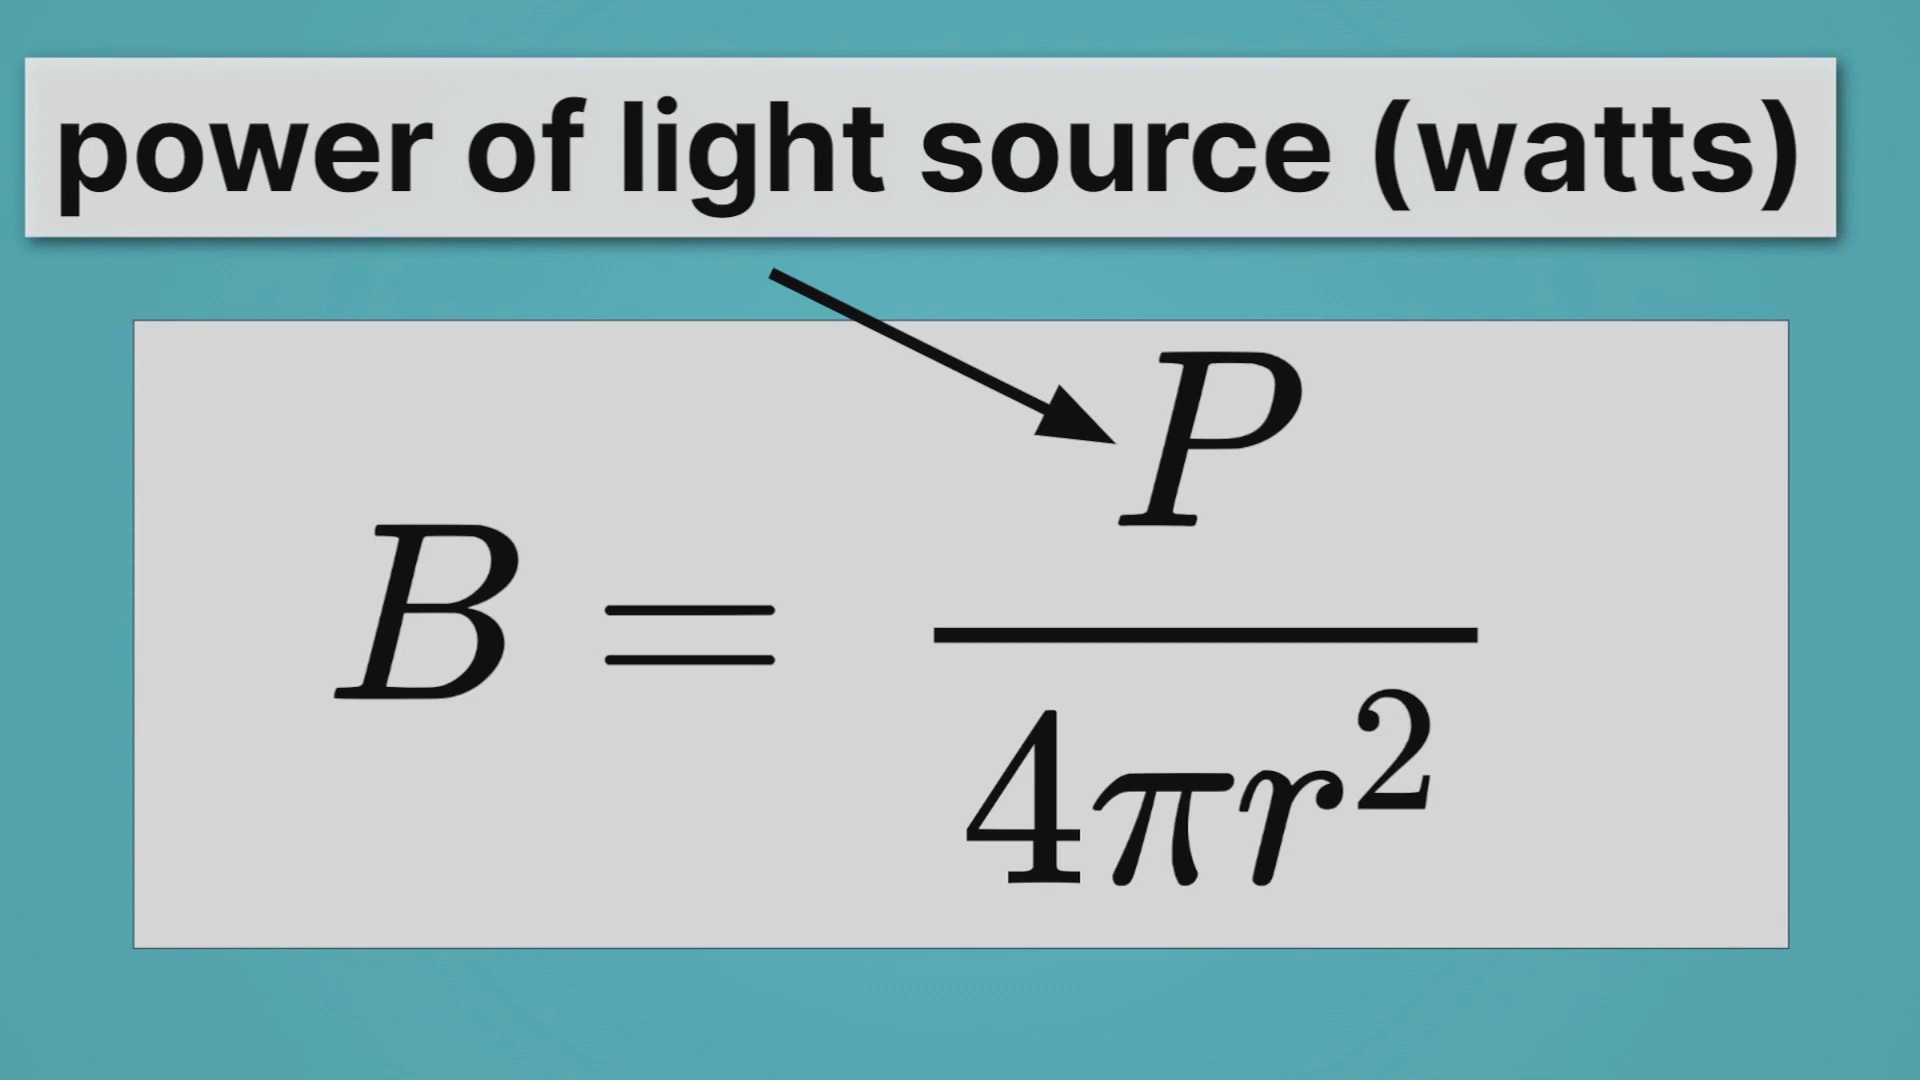 power of light source (watts)
B = P / 4πr²